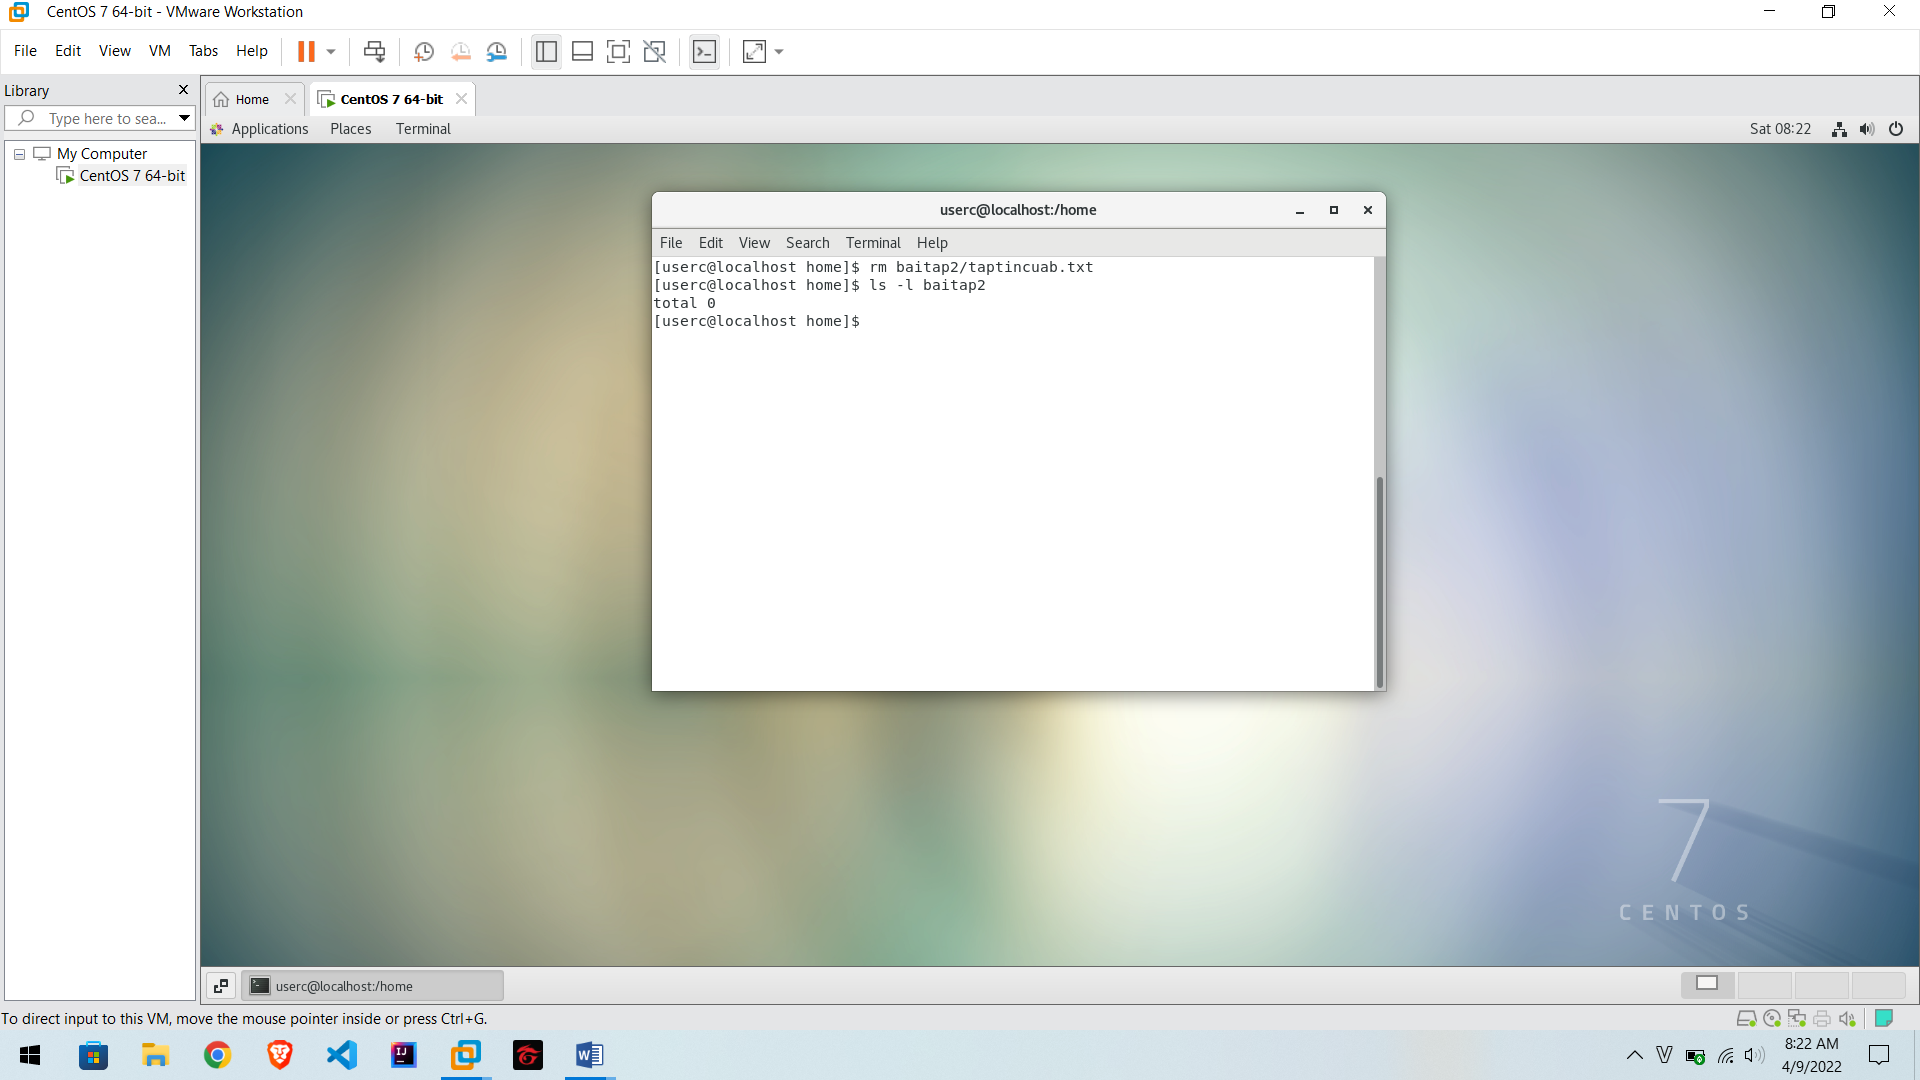 CentOS 7 64-bit - VMware Workstation
File Edit View VM Tabs Help
Library
Type here to sea...
My Computer
CentOS 7 64-bit
Home
CentOS 7 64-bit
Applications Places Terminal
Sat 08:22
userc@localhost:/home
File Edit View Search Terminal Help
[userc@localhost home]$ rm baitap2/taptincuab.txt
[userc@localhost home]$ ls -l baitap2
total 0
[userc@localhost home]$
7
CENTOS
userc@localhost:/home
To direct input to this VM, move the mouse pointer inside or press Ctrl+G.
8:22 AM
4/9/2022